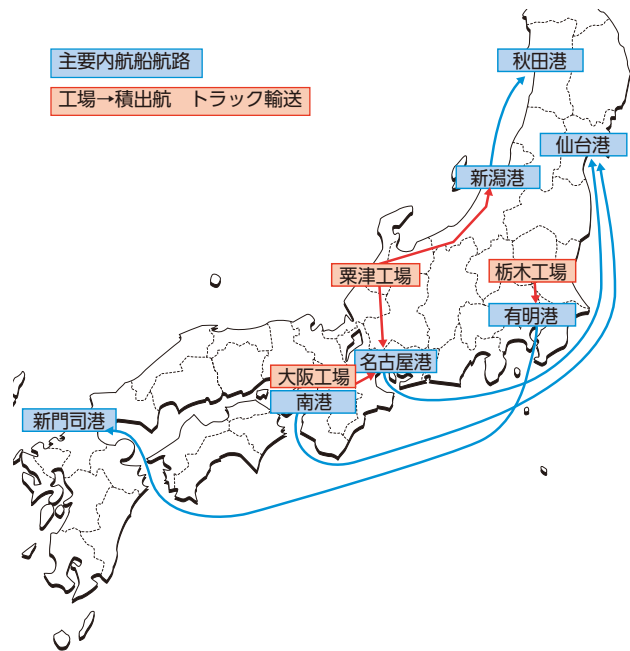 主要内航船航路
工場→積出航　トラック輸送
秋田港
仙台港
新潟港
粟津工場
栃木工場
有明港
名古屋港
大阪工場
南港
新門司港